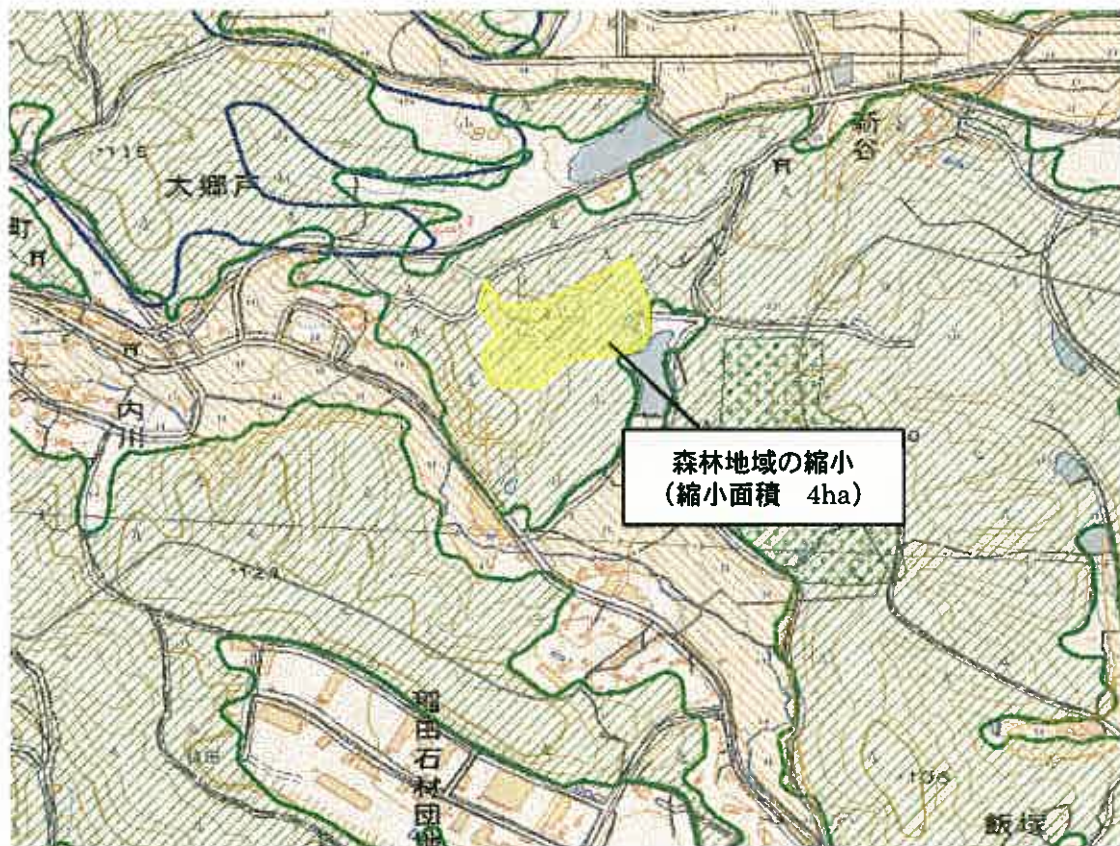 新谷
大郷戸
町
内川
森林地域の縮小
（縮小面積　4ha）
稲田石材団地
飯塚